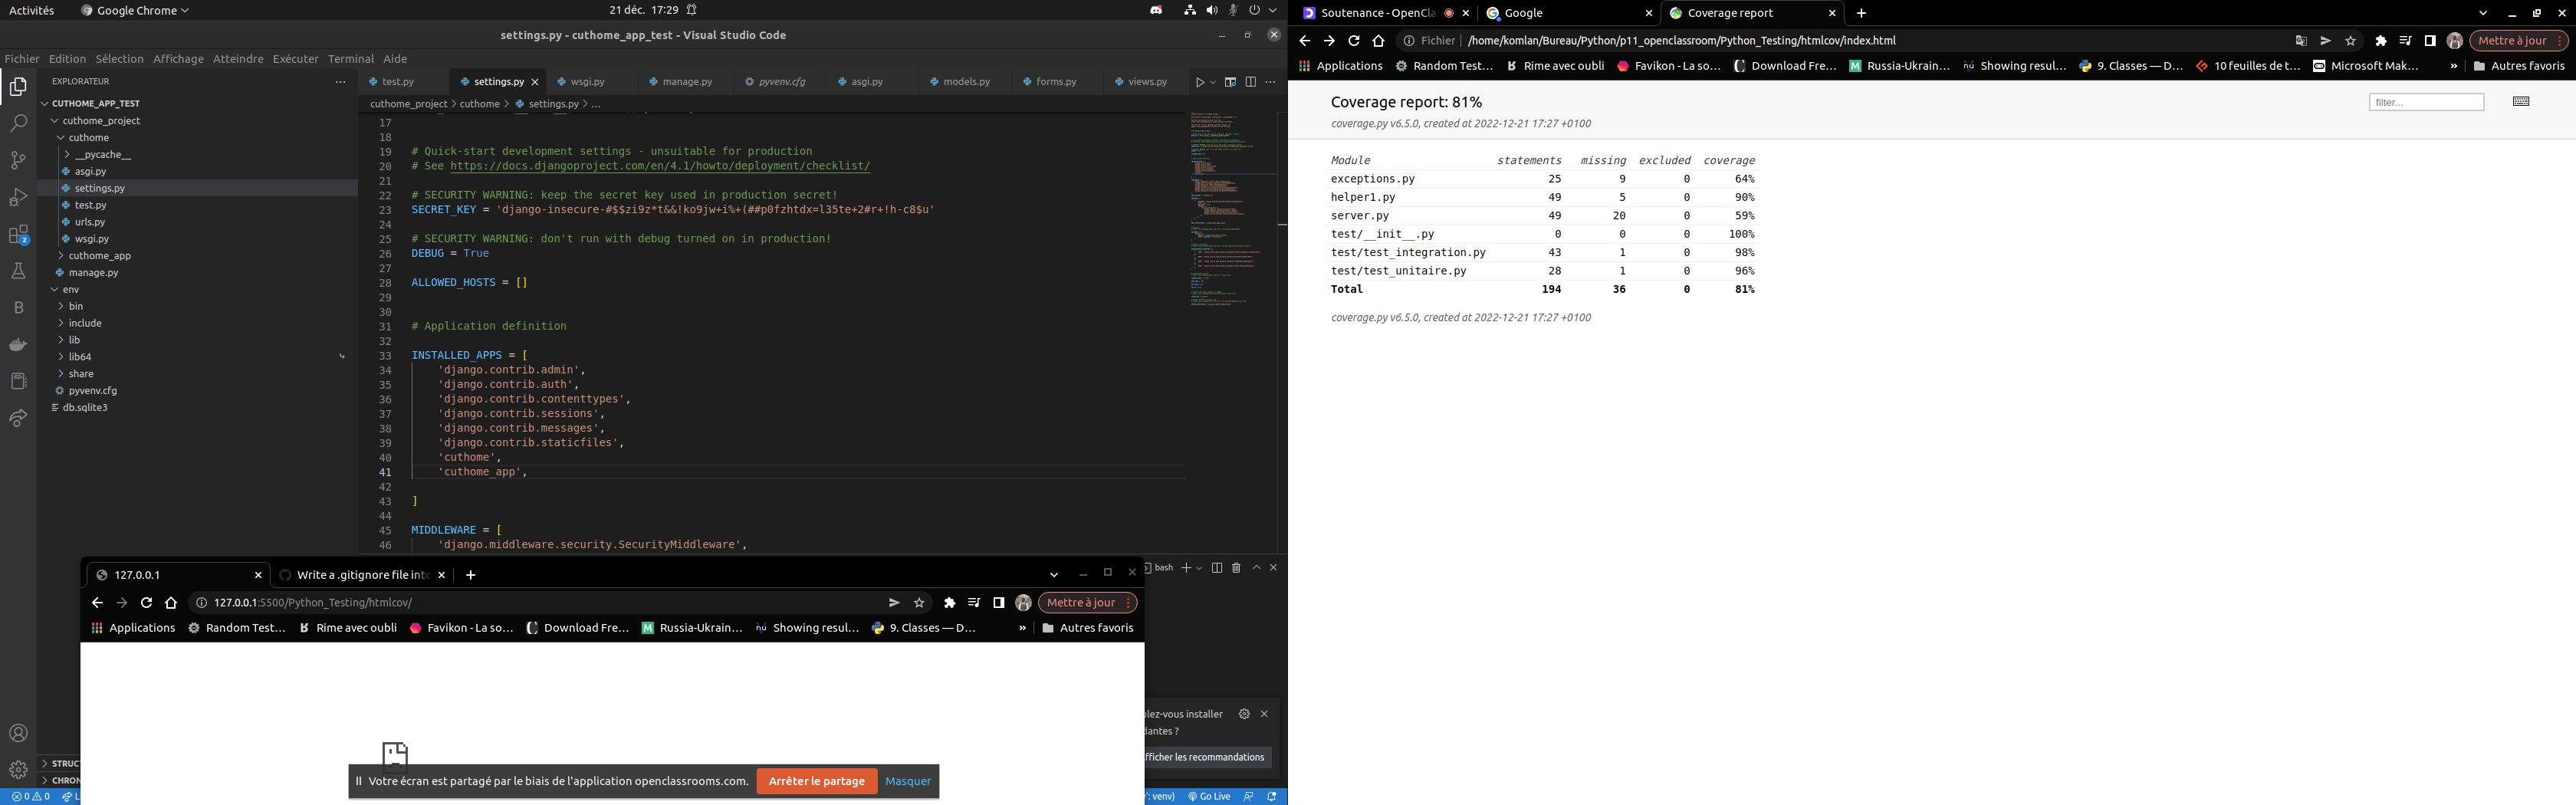 Activités Google Chrome 21 déc. 17:29
settings.py - cuthome_app_test - Visual Studio Code
Fichier Edition Sélection Affichage Atteindre Exécuter Terminal Aide
EXPLORATEUR
CUTHOME_APP_TEST
cuthome_project
cuthome
__pycache__
asgi.py
settings.py
test.py
urls.py
wsgi.py
cuthome_app
manage.py
env
bin
include
lib
lib64
share
pyvenv.cfg
db.sqlite3
2
B
test.py settings.py wsgi.py manage.py pyvenv.cfg asgi.py models.py forms.py views.py
cuthome_project > cuthome > settings.py > ...
17
18
19 # Quick-start development settings - unsuitable for production
20 # See https://docs.djangoproject.com/en/4.1/howto/deployment/checklist/
21
22 # SECURITY WARNING: keep the secret key used in production secret!
23 SECRET_KEY = 'django-insecure-#$$zi9z*t&&!ko9jw+i%+(##p0fzhtdx=l35te+2#r+!h-c8$u'
24
25 # SECURITY WARNING: don't run with debug turned on in production!
26 DEBUG = True
27
28 ALLOWED_HOSTS = []
29
30
31 # Application definition
32
33 INSTALLED_APPS = [
34 'django.contrib.admin',
35 'django.contrib.auth',
36 'django.contrib.contenttypes',
37 'django.contrib.sessions',
38 'django.contrib.messages',
39 'django.contrib.staticfiles',
40 'cuthome',
41 'cuthome_app',
42
43 ]
44
45 MIDDLEWARE = [
46 'django.middleware.security.SecurityMiddleware',
bash
127.0.0.1 Write a .gitignore file into
127.0.0.1:5500/Python_Testing/htmlcov/ Mettre à jour
Applications Random Test… Rime avec oubli Favikon - La so… Download Fre… Russia-Ukrain… Showing resul… 9. Classes — D… » Autres favoris
lez-vous installer
dantes ?
fficher les recommandations
STRUCT
CHRON
Votre écran est partagé par le biais de l'application openclassrooms.com. Arrêter le partage Masquer
0 0 : venv) Go Live
Soutenance - OpenCla Google Coverage report
Fichier /home/komlan/Bureau/Python/p11_openclassroom/Python_Testing/htmlcov/index.html Mettre à jour
Applications Random Test… Rime avec oubli Favikon - La so… Download Fre… Russia-Ukrain… Showing resul… 9. Classes — D… 10 feuilles de t… Microsoft Mak… » Autres favoris
Coverage report: 81%
filter...
coverage.py v6.5.0, created at 2022-12-21 17:27 +0100
Module statements missing excluded coverage
exceptions.py 25 9 0 64%
helper1.py 49 5 0 90%
server.py 49 20 0 59%
test/__init__.py 0 0 0 100%
test/test_integration.py 43 1 0 98%
test/test_unitaire.py 28 1 0 96%
Total 194 36 0 81%
coverage.py v6.5.0, created at 2022-12-21 17:27 +0100